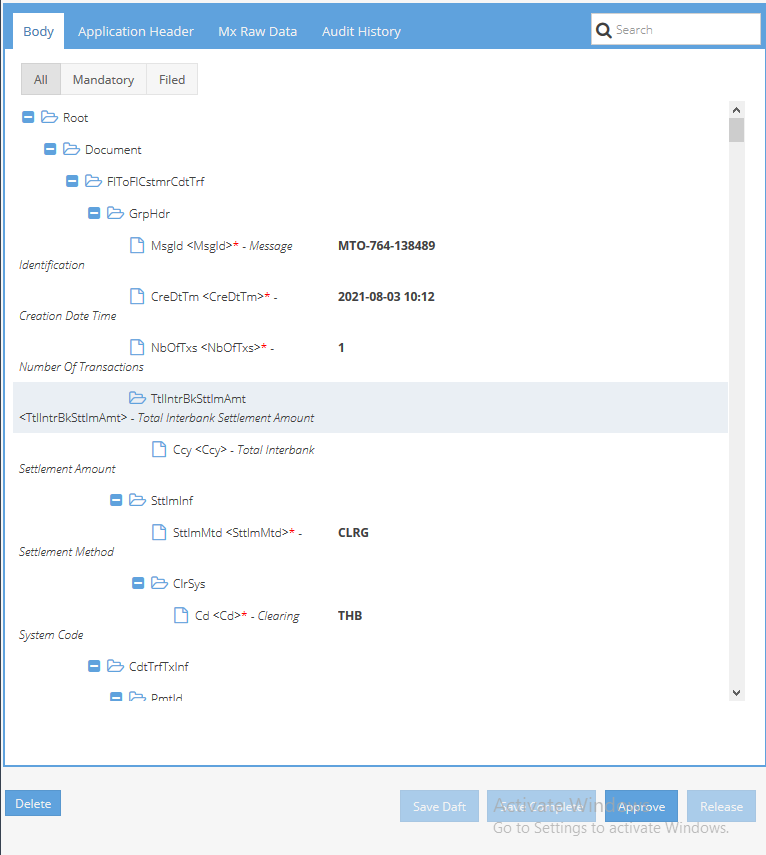 Body Application Header Mx Raw Data Audit History Search
All Mandatory Filed
Root
Document
FIToFICstmrCdtTrf
GrpHdr
MsgId <MsgId>* - Message MTO-764-138489
Identification
CreDtTm <CreDtTm>* - 2021-08-03 10:12
Creation Date Time
NbOfTxs <NbOfTxs>* - 1
Number Of Transactions
TtlIntrBkSttlmAmt
<TtlIntrBkSttlmAmt> - Total Interbank Settlement Amount
Ccy <Ccy> - Total Interbank
Settlement Amount
SttlmInf
SttlmMtd <SttlmMtd>* - CLRG
Settlement Method
ClrSys
Cd <Cd>* - Clearing THB
System Code
CdtTrfTxInf
PmtId
Delete Save Daft Save Complete Approve Release
Activate Windows
Go to Settings to activate Windows.